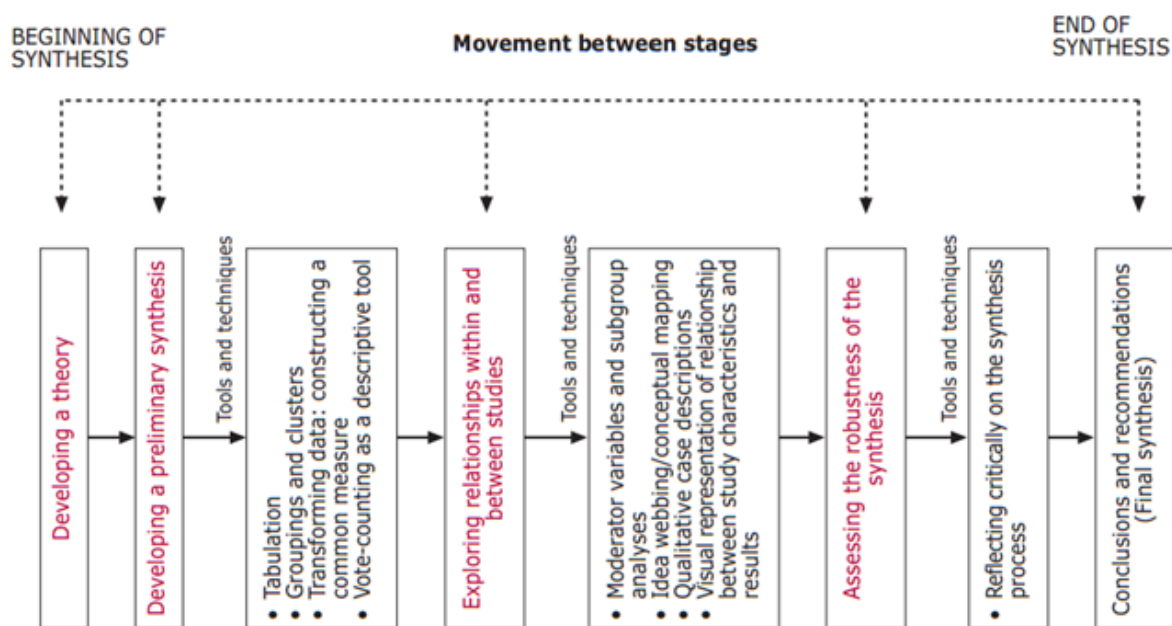 BEGINNING OF
SYNTHESIS
Movement between stages
END OF
SYNTHESIS
Developing a theory
Developing a preliminary synthesis
Tools and techniques
• Tabulation
• Groupings and clusters
• Transforming data: constructing a
common measure
• Vote-counting as a descriptive tool
Exploring relationships within and
between studies
Tools and techniques
• Moderator variables and subgroup
analyses
• Idea webbing/conceptual mapping
• Qualitative case descriptions
• Visual representation of relationship
between study characteristics and
results
Assessing the robustness of the
synthesis
Tools and techniques
• Reflecting critically on the synthesis
process
Conclusions and recommendations
(Final synthesis)